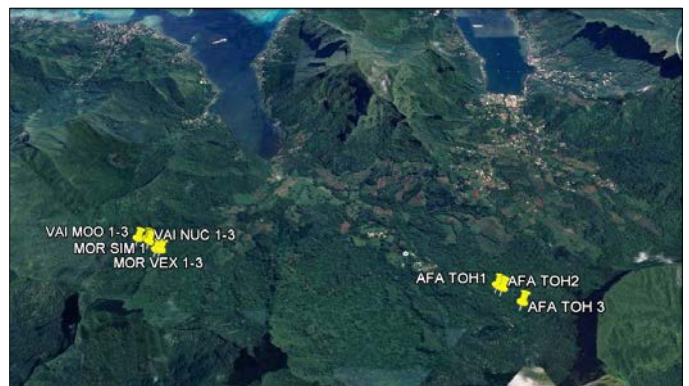 VAI MOO 1-3
VAI NUC 1-3
MOR SIM 1
MOR VEX 1-3
AFA TOH1
AFA TOH2
AFA TOH 3